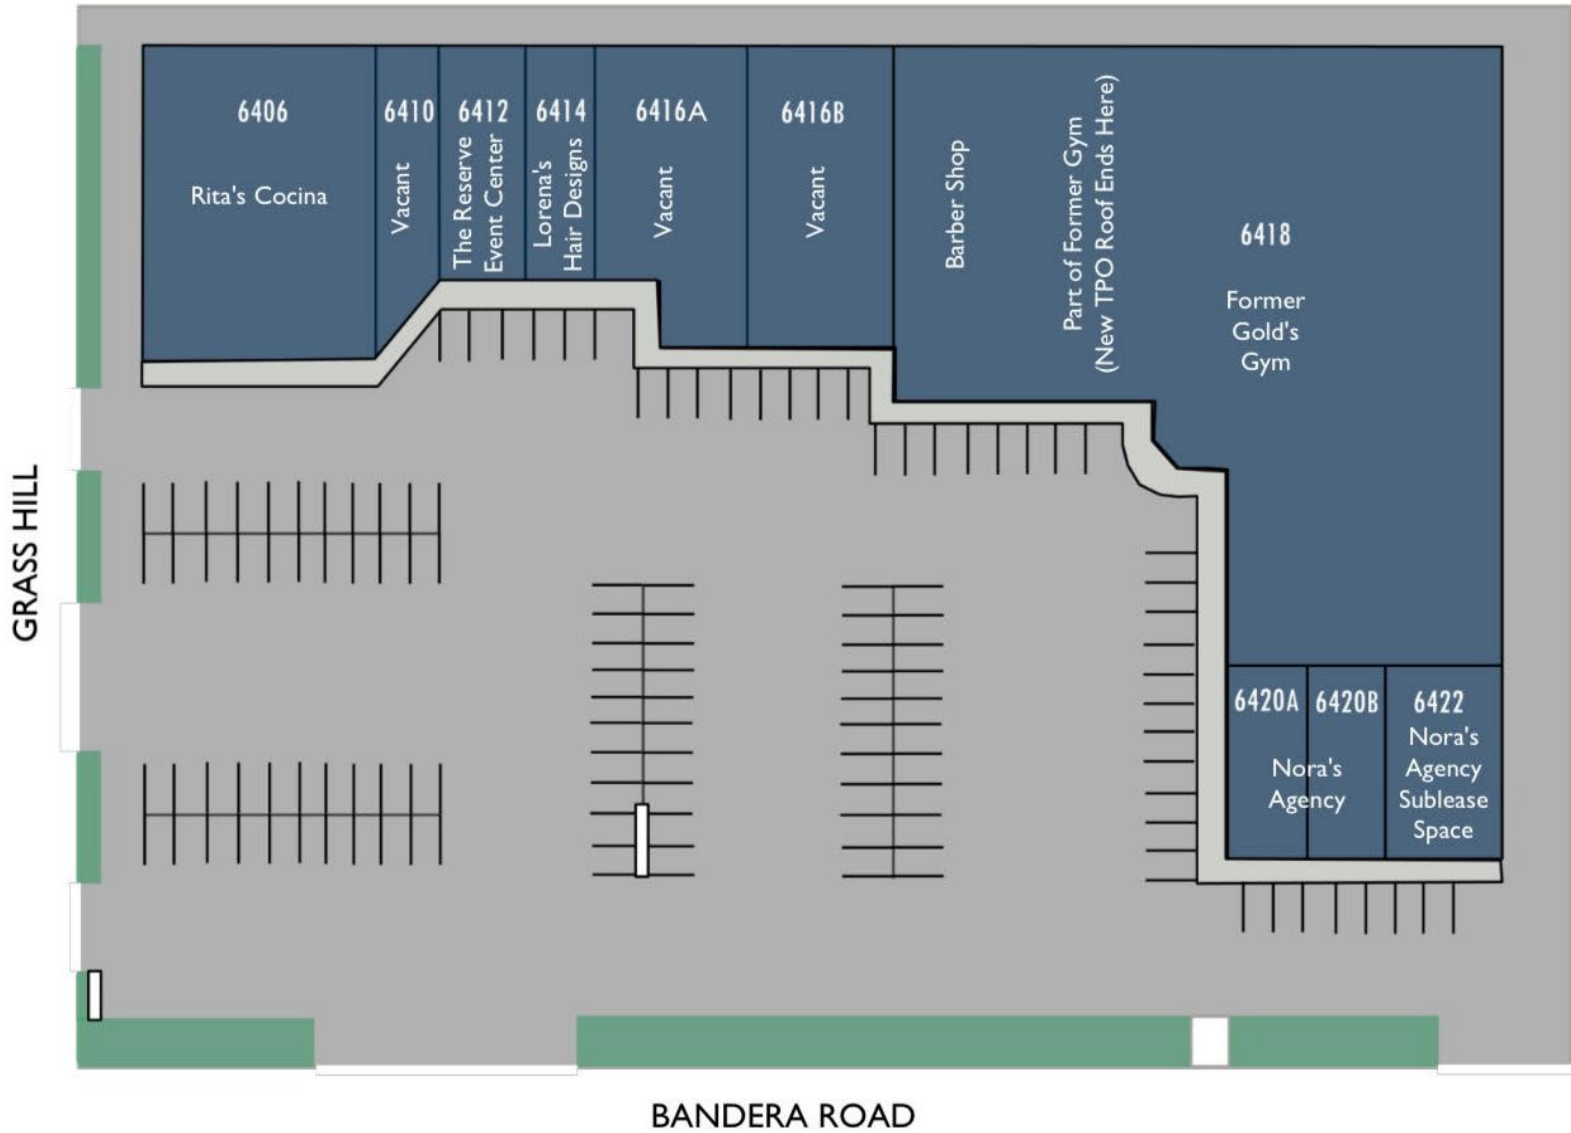 6406
Rita's Cocina
6410
Vacant
6412
The Reserve
Event Center
6414
Lorena's
Hair Designs
6416A
Vacant
6416B
Vacant
Barber Shop
Part of Former Gym
(New TPO Roof Ends Here)
6418
Former
Gold's
Gym
6420A
6420B
Nora's
Agency
6422
Nora's
Agency
Sublease
Space
GRASS HILL
BANDERA ROAD